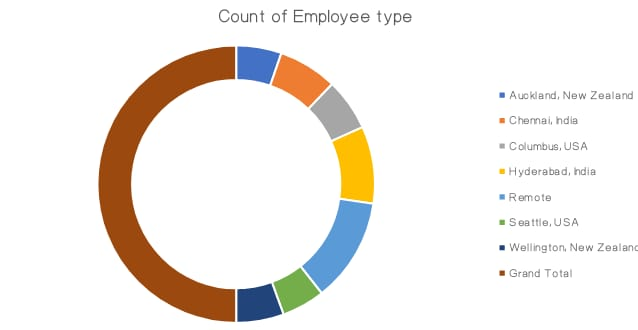 Count of Employee type
Auckland, New Zealand
Chennai, India
Columbus, USA
Hyderabad, India
Remote
Seattle, USA
Wellington, New Zealand
Grand Total